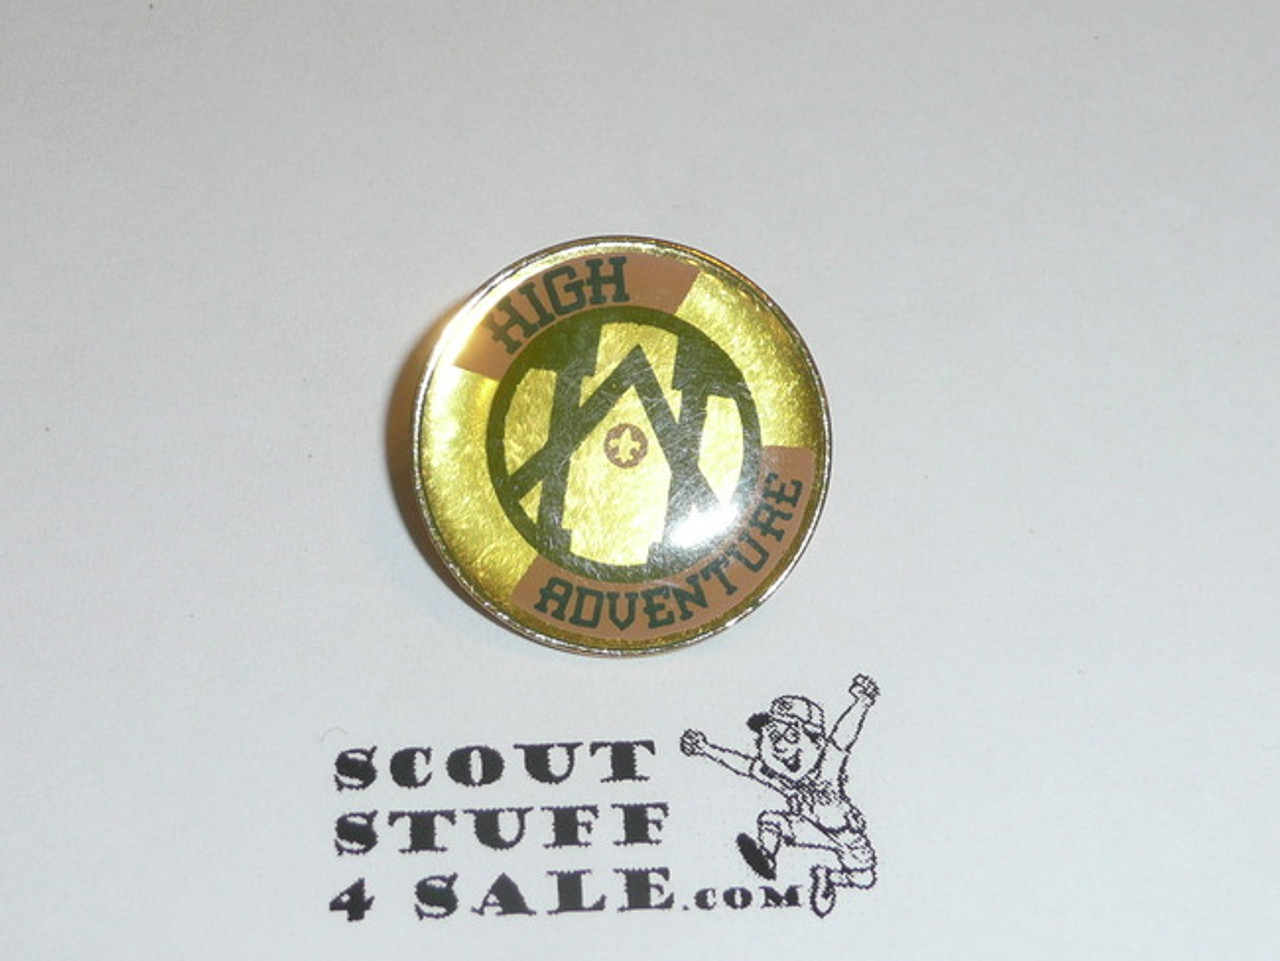 HIGH
ADVENTURE
SCOUT
STUFF
4 SALE.COM